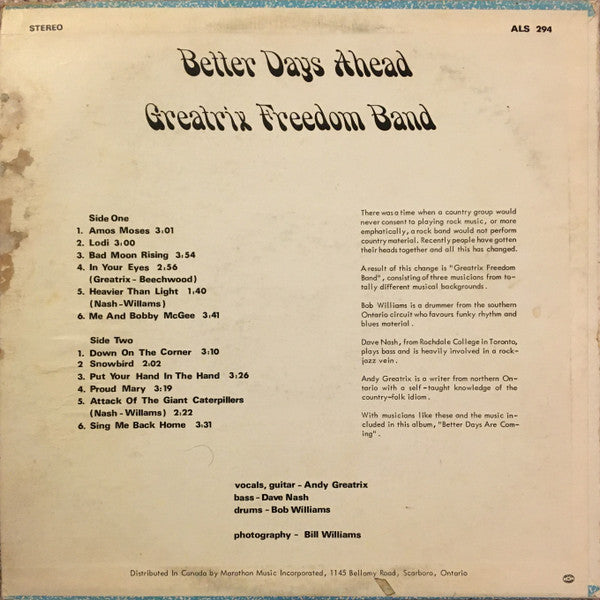 STEREO
ALS 294
Better Days Ahead
Greatrix Freedom Band
Side One
1. Amos Moses 3:01
2. Lodi 3:00
3. Bad Moon Rising 3:54
4. In Your Eyes 2:56
(Greatrix - Beechwood)
5. Heavier Than Light 1:40
(Nash-Willams)
6. Me And Bobby McGee 3:41
Side Two
1. Down On The Corner 3:10
2 Snowbird 2:02
3. Put Your Hand In The Hand 3:26
4. Proud Mary 3:19
5. Attack Of The Giant Caterpillars
(Nash - Willams) 2:22
6. Sing Me Back Home 3:31
There was a time when a country group would
never consent to playing rock music, or more
emphatically, a rock band would not perform
country material. Recently people have gotten
their heads together and all this has changed.
A result of this change is "Greatrix Freedom
Band", consisting of three musicians from to-
tally different musical backgrounds.
Bob Williams is a drummer from the southern
Ontario circuit who favours funky rhythm and
blues material.
Dave Nash, from Rochdale College in Toronto,
plays bass and is heavily involved in a rock-
jazz vein.
Andy Greatrix is a writer from northern On-
tario with a self-taught knowledge of the
country-folk idiom.
With musicians like these and the music in-
cluded in this album, "Better Days Are Com-
ing".
vocals, guitar - Andy Greatrix
bass - Dave Nash
drums - Bob Williams
photography - Bill Williams
Distributed In Canada by Marathon Music Incorporated, 1145 Bellamy Road, Scarboro, Ontario